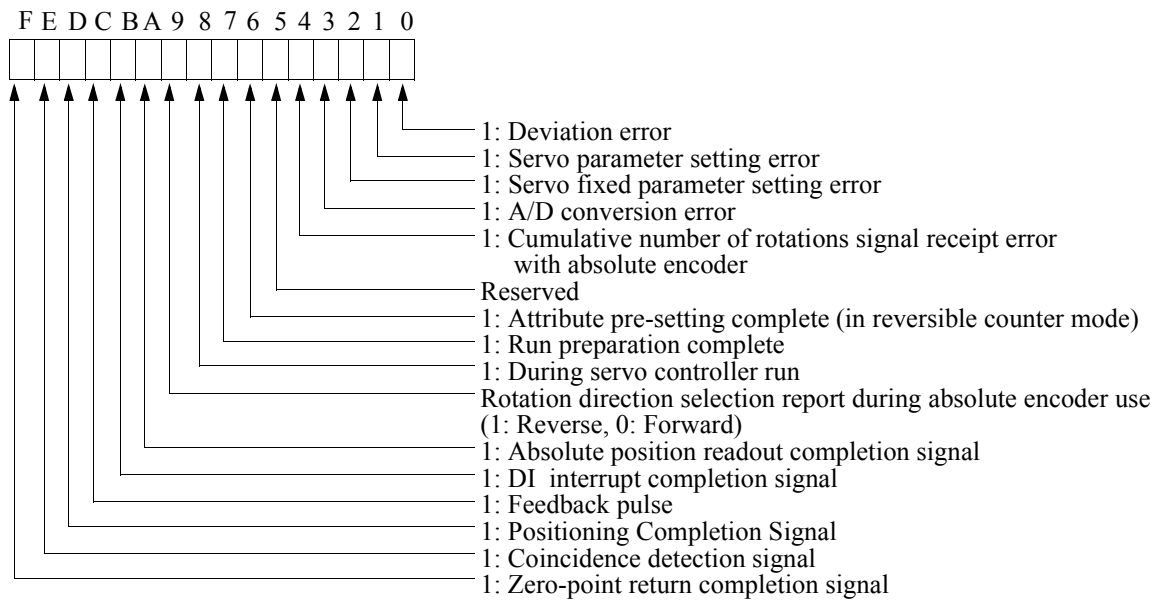 F E D C B A 9 8 7 6 5 4 3 2 1 0
1: Deviation error
1: Servo parameter setting error
1: Servo fixed parameter setting error
1: A/D conversion error
1: Cumulative number of rotations signal receipt error
with absolute encoder
Reserved
1: Attribute pre-setting complete (in reversible counter mode)
1: Run preparation complete
1: During servo controller run
Rotation direction selection report during absolute encoder use
(1: Reverse, 0: Forward)
1: Absolute position readout completion signal
1: DI interrupt completion signal
1: Feedback pulse
1: Positioning Completion Signal
1: Coincidence detection signal
1: Zero-point return completion signal